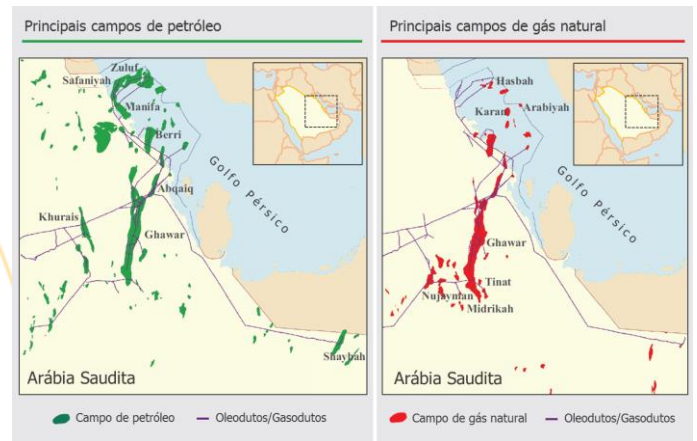 Principais campos de petróleo
Zuluf
Safaniyah
Manifa
Berri
Golfo Pérsico
Abqaiq
Khurais
Ghawar
Shaybah
Arábia Saudita
Campo de petróleo
Oleodutos/Gasodutos
Principais campos de gás natural
Hasbah
Karan
Arabiyah
Golfo Pérsico
Ghawar
Tinat
Nujayman
Midrikah
Arábia Saudita
Campo de gás natural
Oleodutos/Gasodutos